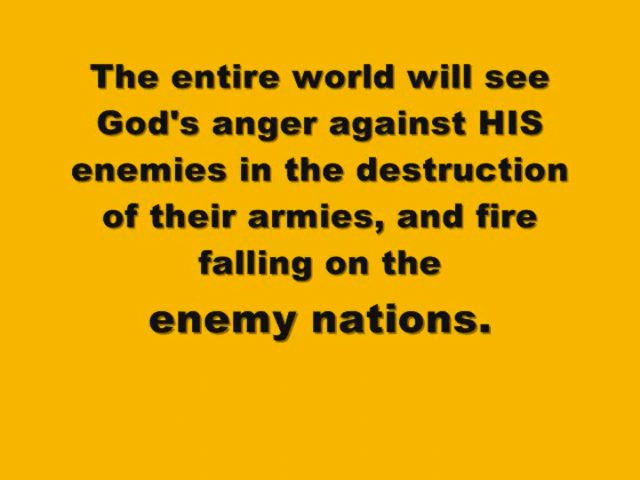 The entire world will see
God's anger against HIS
enemies in the destruction
of their armies, and fire
falling on the
enemy nations.